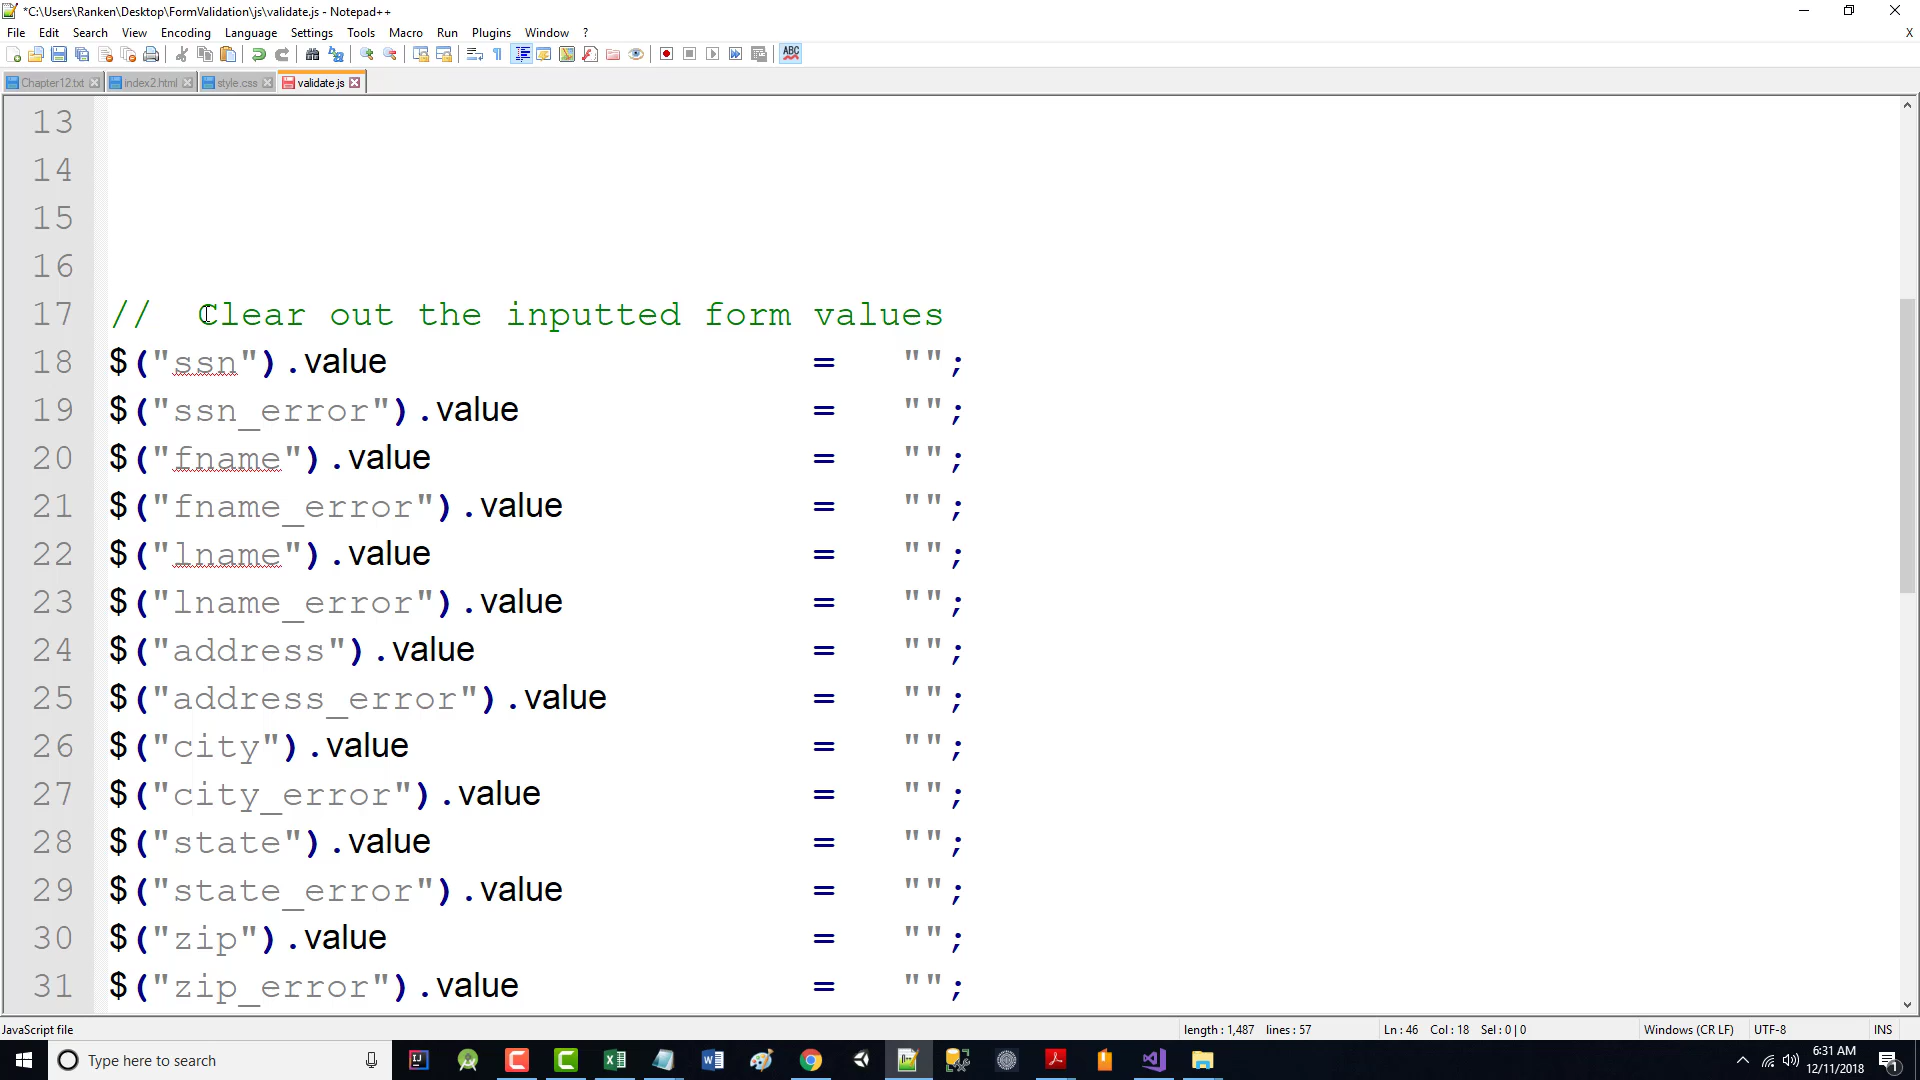 *C:\Users\Ranken\Desktop\FormValidation\js\validate.js - Notepad++
File Edit Search View Encoding Language Settings Tools Macro Run Plugins Window ? X
ABC
Chapter12.txt index2.html style.css validate.js
13
14
15
16
17 // Clear out the inputted form values
18 $("ssn").value = "";
19 $("ssn_error").value = "";
20 $("fname").value = "";
21 $("fname_error").value = "";
22 $("lname").value = "";
23 $("lname_error").value = "";
24 $("address").value = "";
25 $("address_error").value = "";
26 $("city").value = "";
27 $("city_error").value = "";
28 $("state").value = "";
29 $("state_error").value = "";
30 $("zip").value = "";
31 $("zip_error").value = "";
JavaScript file length : 1,487 lines : 57 Ln : 46 Col : 18 Sel : 0 | 0 Windows (CR LF) UTF-8 INS
Type here to search
6:31 AM
12/11/2018